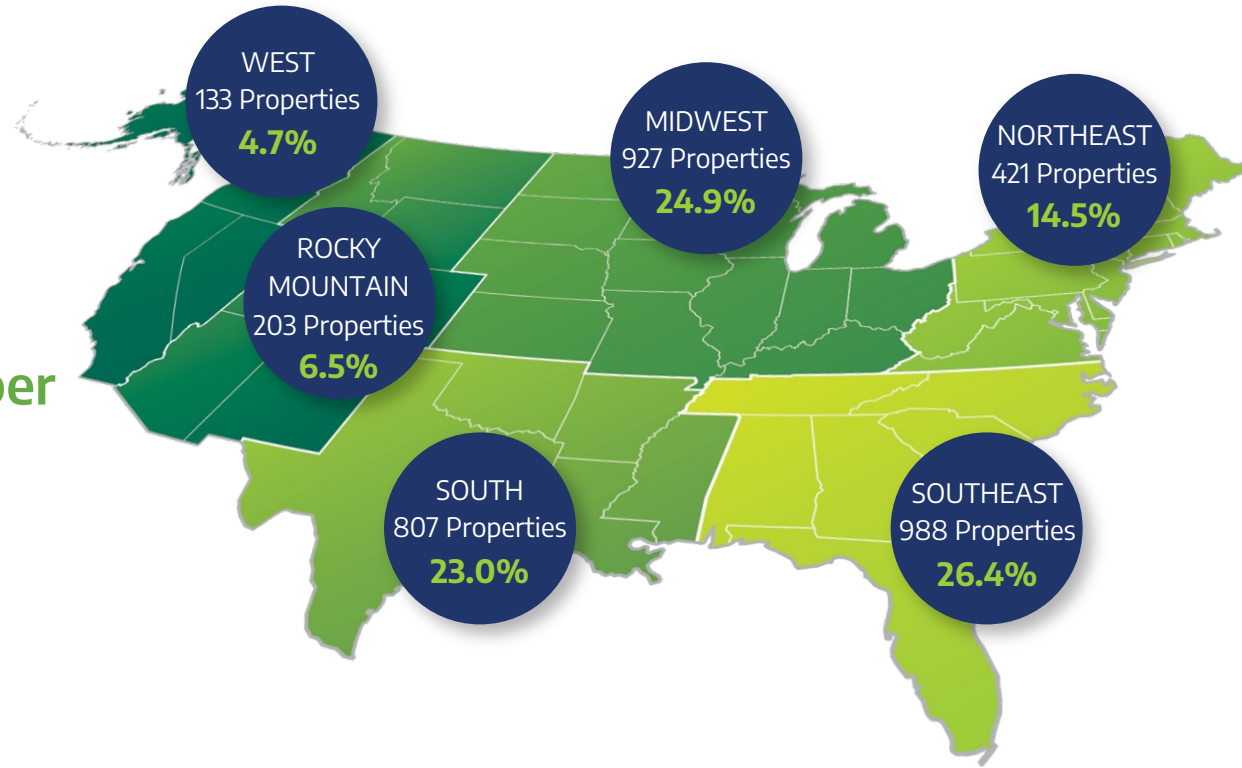 WEST
133 Properties
4.7%
MIDWEST
927 Properties
24.9%
NORTHEAST
421 Properties
14.5%
ROCKY
MOUNTAIN
203 Properties
6.5%
SOUTH
807 Properties
23.0%
SOUTHEAST
988 Properties
26.4%